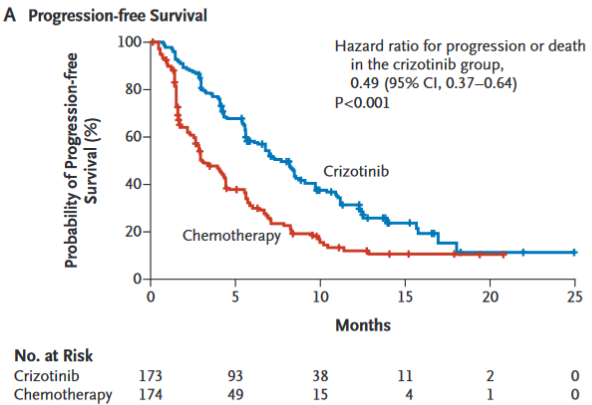 A Progression-free Survival
Hazard ratio for progression or death
in the crizotinib group,
0.49 (95% CI, 0.37–0.64)
P<0.001
Probability of Progression-free
Survival (%)
100
80
60
40
20
0
Crizotinib
Chemotherapy
0 5 10 15 20 25
Months
No. at Risk
Crizotinib 173 93 38 11 2 0
Chemotherapy 174 49 15 4 1 0